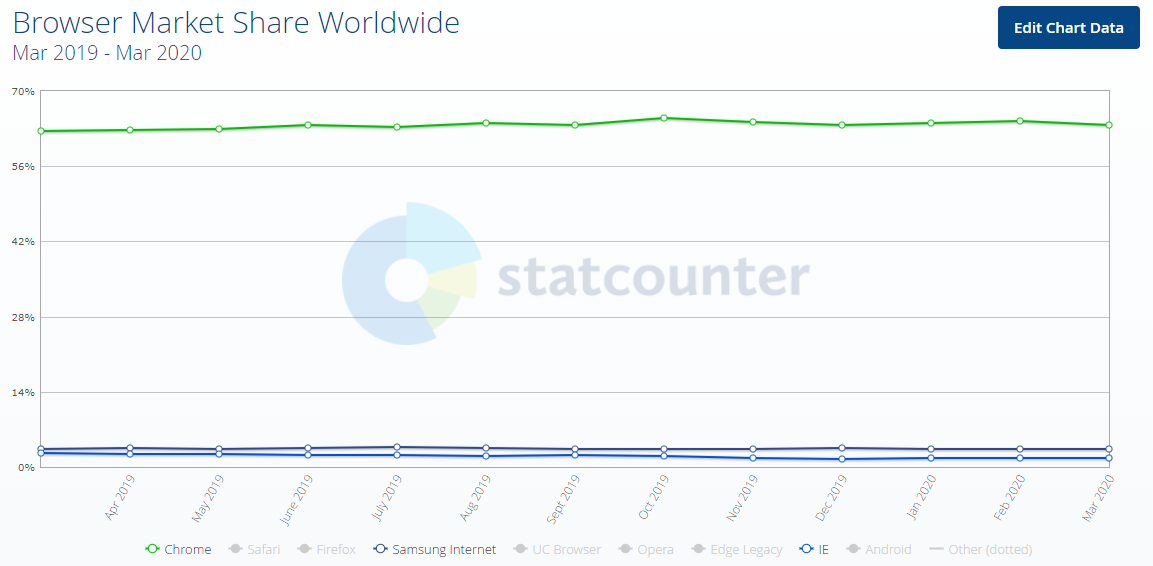 Browser Market Share Worldwide
Mar 2019 - Mar 2020
Edit Chart Data
70%
56%
42%
28%
14%
0%
statcounter
Apr 2019
May 2019
June 2019
July 2019
Aug 2019
Sept 2019
Oct 2019
Nov 2019
Dec 2019
Jan 2020
Feb 2020
Mar 2020
Chrome Safari Firefox Samsung Internet UC Browser Opera Edge Legacy IE Android Other (dotted)